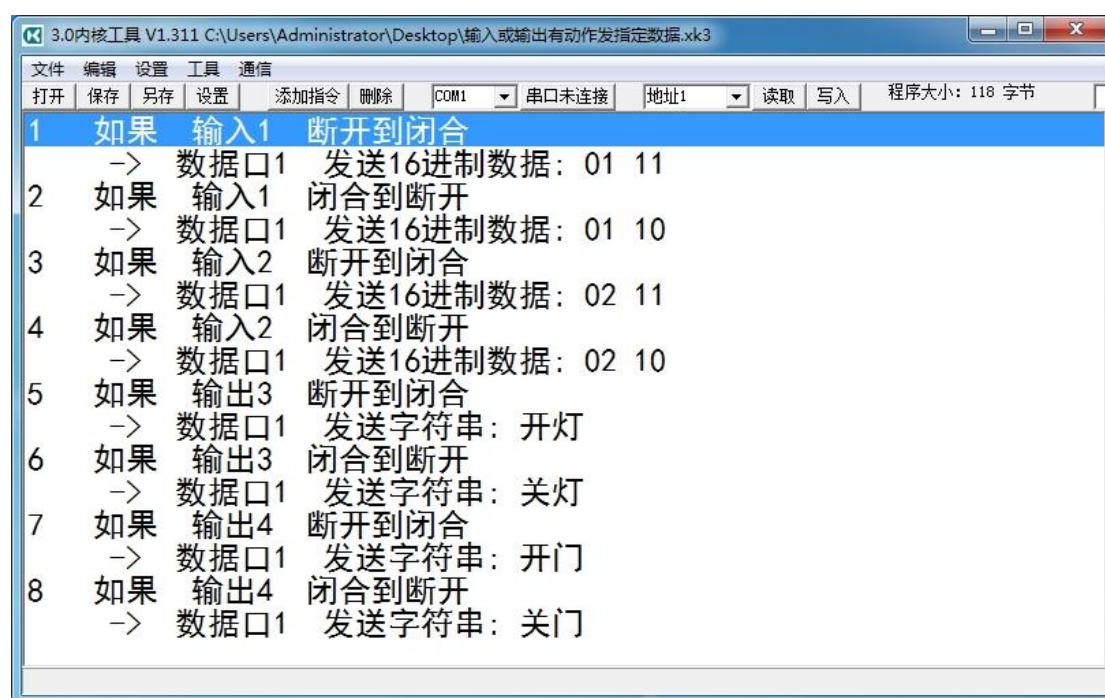 3.0内核工具 V1.311 C:\Users\Administrator\Desktop\输入或输出有动作发指定数据.xk3
文件 编辑 设置 工具 通信
打开 保存 另存 设置 添加指令 删除 COM1 串口未连接 地址1 读取 写入 程序大小: 118 字节
1 如果 输入1 断开到闭合
-> 数据口1 发送16进制数据: 01 11
2 如果 输入1 闭合到断开
-> 数据口1 发送16进制数据: 01 10
3 如果 输入2 断开到闭合
-> 数据口1 发送16进制数据: 02 11
4 如果 输入2 闭合到断开
-> 数据口1 发送16进制数据: 02 10
5 如果 输出3 断开到闭合
-> 数据口1 发送字符串: 开灯
6 如果 输出3 闭合到断开
-> 数据口1 发送字符串: 关灯
7 如果 输出4 断开到闭合
-> 数据口1 发送字符串: 开门
8 如果 输出4 闭合到断开
-> 数据口1 发送字符串: 关门